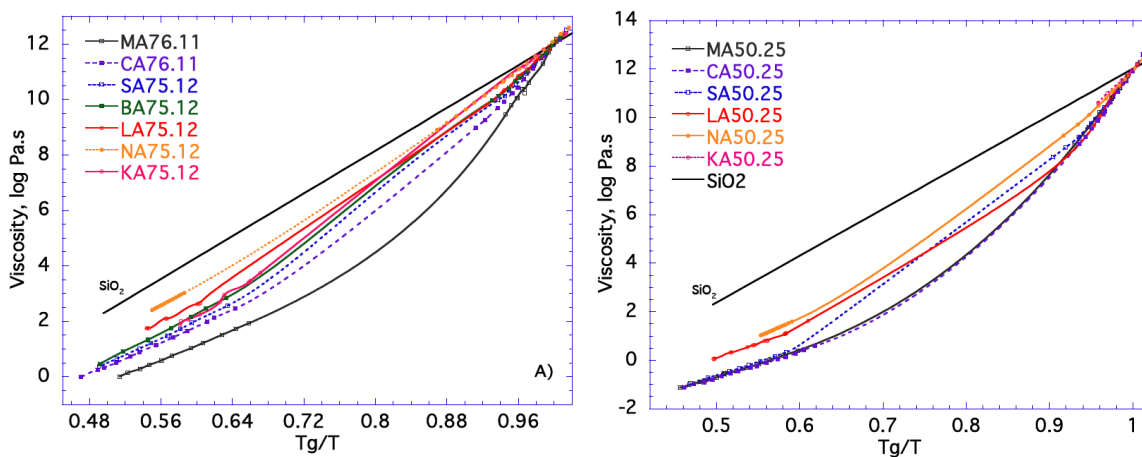 12
10
8
6
4
2
0
Viscosity, log Pa.s
MA76.11
CA76.11
SA75.12
BA75.12
LA75.12
NA75.12
KA75.12
SiO2
A)
0.48 0.56 0.64 0.72 0.8 0.88 0.96
Tg/T
14
12
10
8
6
4
2
0
-2
Viscosity, log Pa.s
MA50.25
CA50.25
SA50.25
LA50.25
NA50.25
KA50.25
SiO2
SiO2
0.5 0.6 0.7 0.8 0.9 1
Tg/T